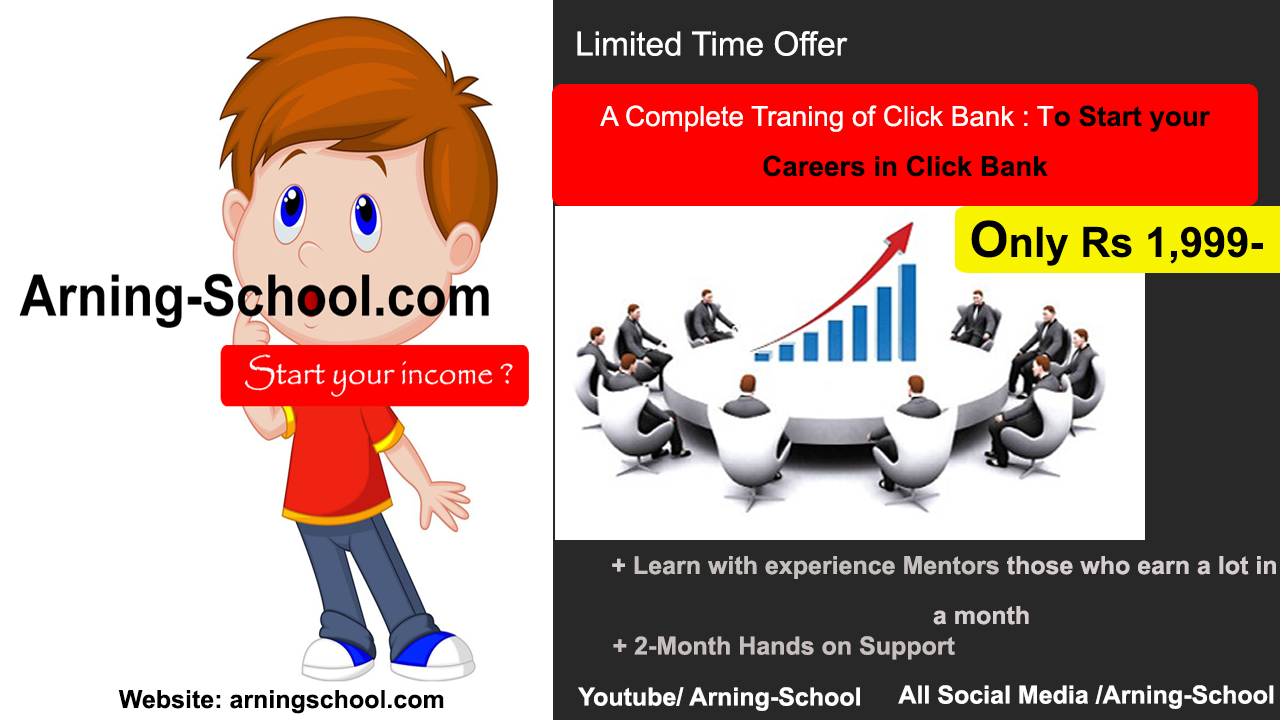 Arning-School.com
Start your income ?
Website: arningschool.com
Limited Time Offer
A Complete Traning of Click Bank : To Start your
Careers in Click Bank
Only Rs 1,999-
+ Learn with experience Mentors those who earn a lot in
a month
+ 2-Month Hands on Support
Youtube/ Arning-School
All Social Media /Arning-School